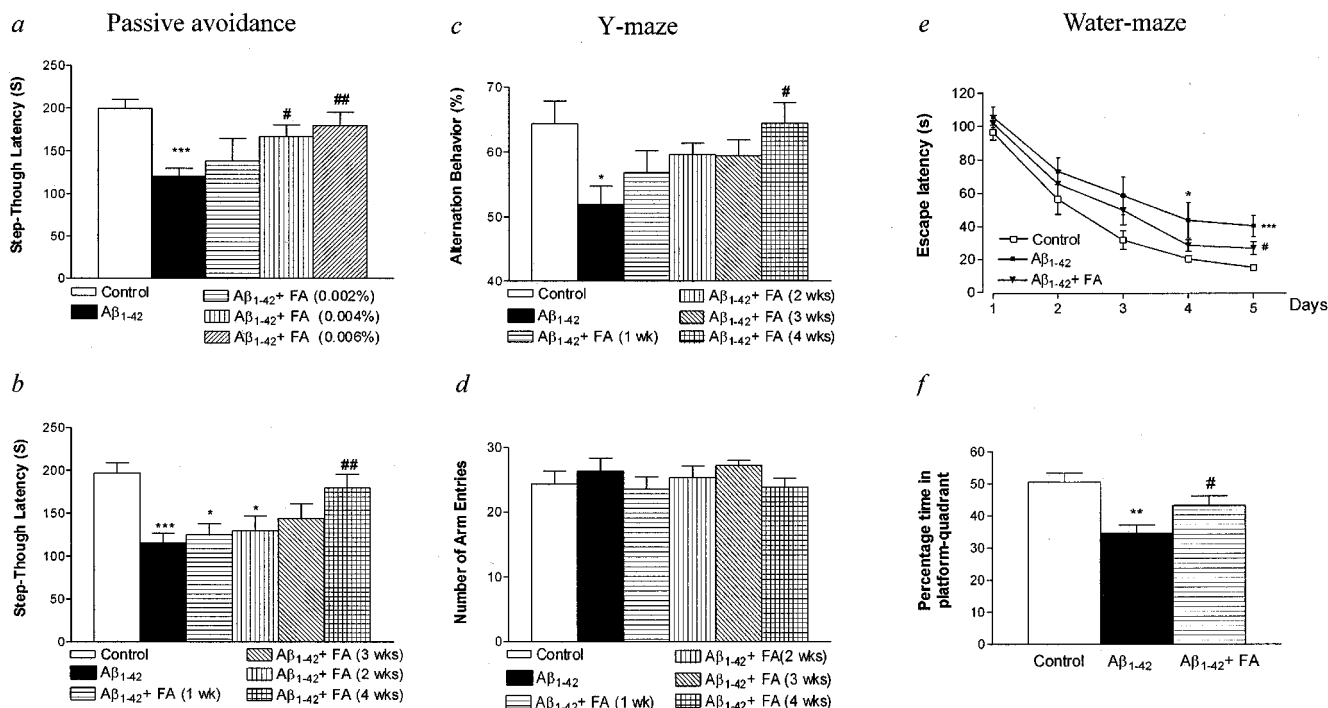 a Passive avoidance
Step-Though Latency (S)
250
200
150
100
50
0
***
#
##
Control
Aβ1-42
Aβ1-42+ FA (0.002%)
Aβ1-42+ FA (0.004%)
Aβ1-42+ FA (0.006%)
b
Step-Though Latency (S)
250
200
150
100
50
0
***
*
*
##
Control
Aβ1-42
Aβ1-42+ FA (1 wk)
Aβ1-42+ FA (3 wks)
Aβ1-42+ FA (2 wks)
Aβ1-42+ FA (4 wks)
c Y-maze
Alternation Behavior (%)
70
60
50
40
*
#
Control
Aβ1-42
Aβ1-42+ FA (1 wk)
Aβ1-42+ FA (2 wks)
Aβ1-42+ FA (3 wks)
Aβ1-42+ FA (4 wks)
d
Number of Arm Entries
30
20
10
0
Control
Aβ1-42
Aβ1-42+ FA (1 wk)
Aβ1-42+ FA(2 wks)
Aβ1-42+ FA (3 wks)
Aβ1-42+ FA (4 wks)
e Water-maze
Escape latency (s)
120
100
80
60
40
20
0
*
***
#
Control
Aβ1-42
Aβ1-42+ FA
1 2 3 4 5 Days
f
Percentage time in
platform-quadrant
60
50
40
30
20
10
0
**
#
Control Aβ1-42 Aβ1-42+ FA